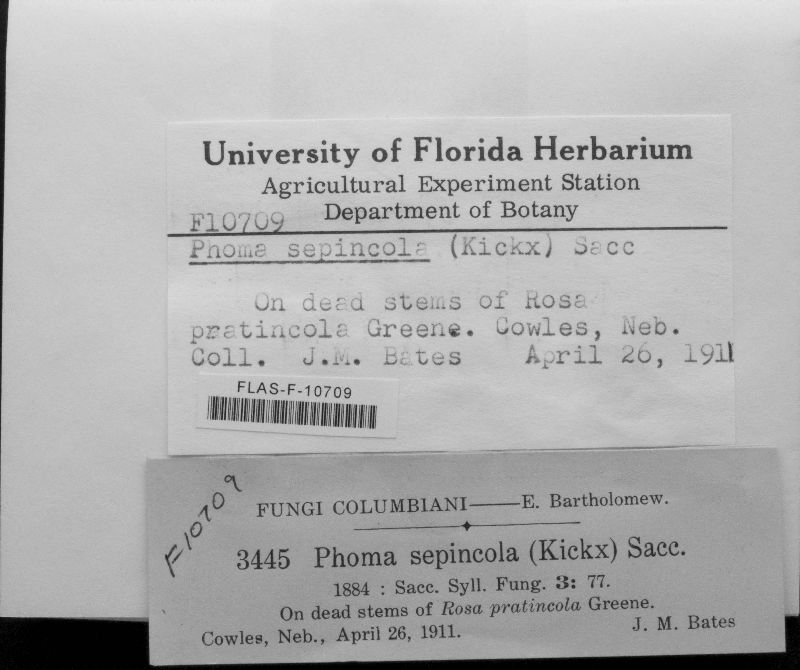 University of Florida Herbarium
Agricultural Experiment Station
F10709 Department of Botany
Phoma sepincola (Kickx) Sacc
On dead stems of Rosa
pratincola Greene. Cowles, Neb.
Coll. J.M. Bates April 26, 1911
FLAS-F-10709
F10709
FUNGI COLUMBIANI——E. Bartholomew.
3445 Phoma sepincola (Kickx) Sacc.
1884 : Sacc. Syll. Fung. 3: 77.
On dead stems of Rosa pratincola Greene.
Cowles, Neb., April 26, 1911. J. M. Bates